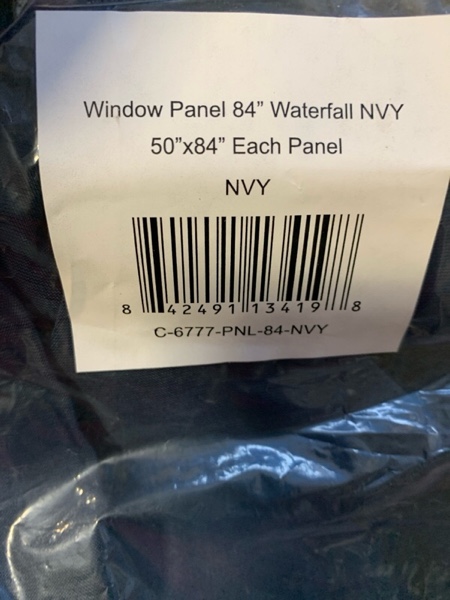 Window Panel 84” Waterfall NVY
50”x84” Each Panel
NVY
8 42491 13419 8
C-6777-PNL-84-NVY